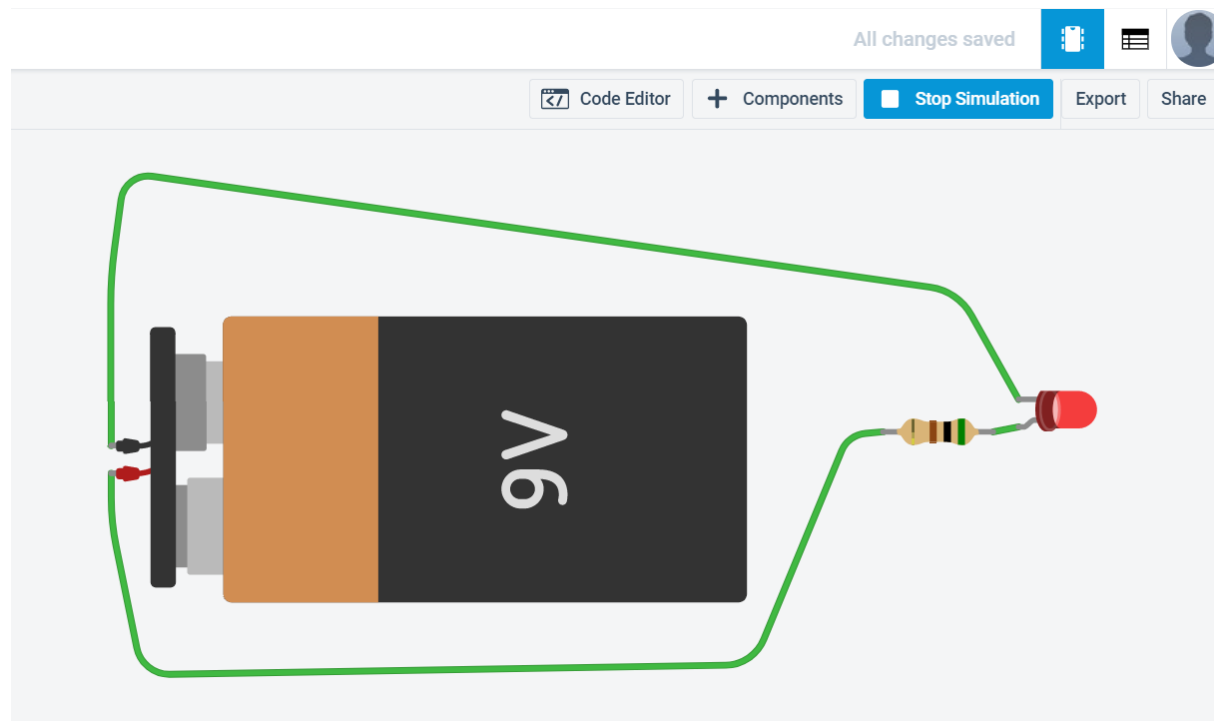 All changes saved
Code Editor
Components
Stop Simulation
Export
Share
9V